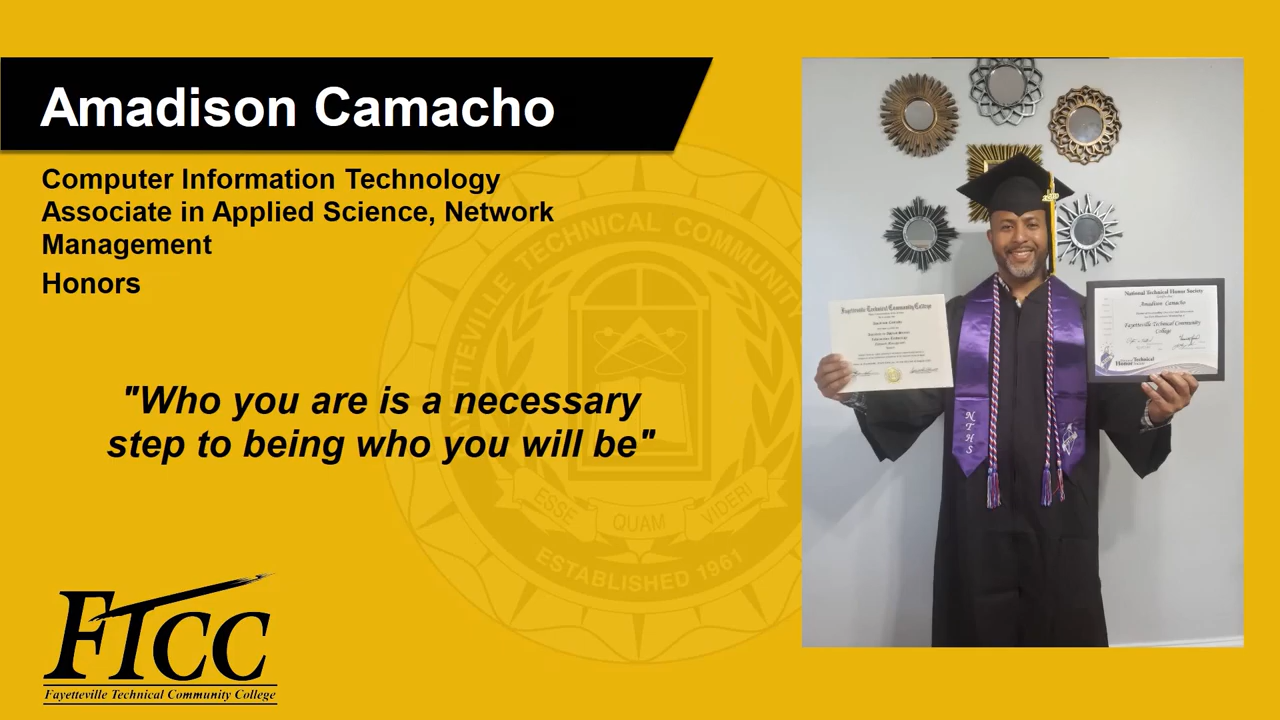 Amadison Camacho
Computer Information Technology
Associate in Applied Science, Network
Management
Honors
"Who you are is a necessary
step to being who you will be"
FTCC
Fayetteville Technical Community College
TECHNICAL COMMUNITY
ESSE QUAM VIDERI
ESTABLISHED 1961
Fayetteville Technical Community College
National Technical Honor Society
Amadison Camacho
Fayetteville Technical Community
College
NTHS